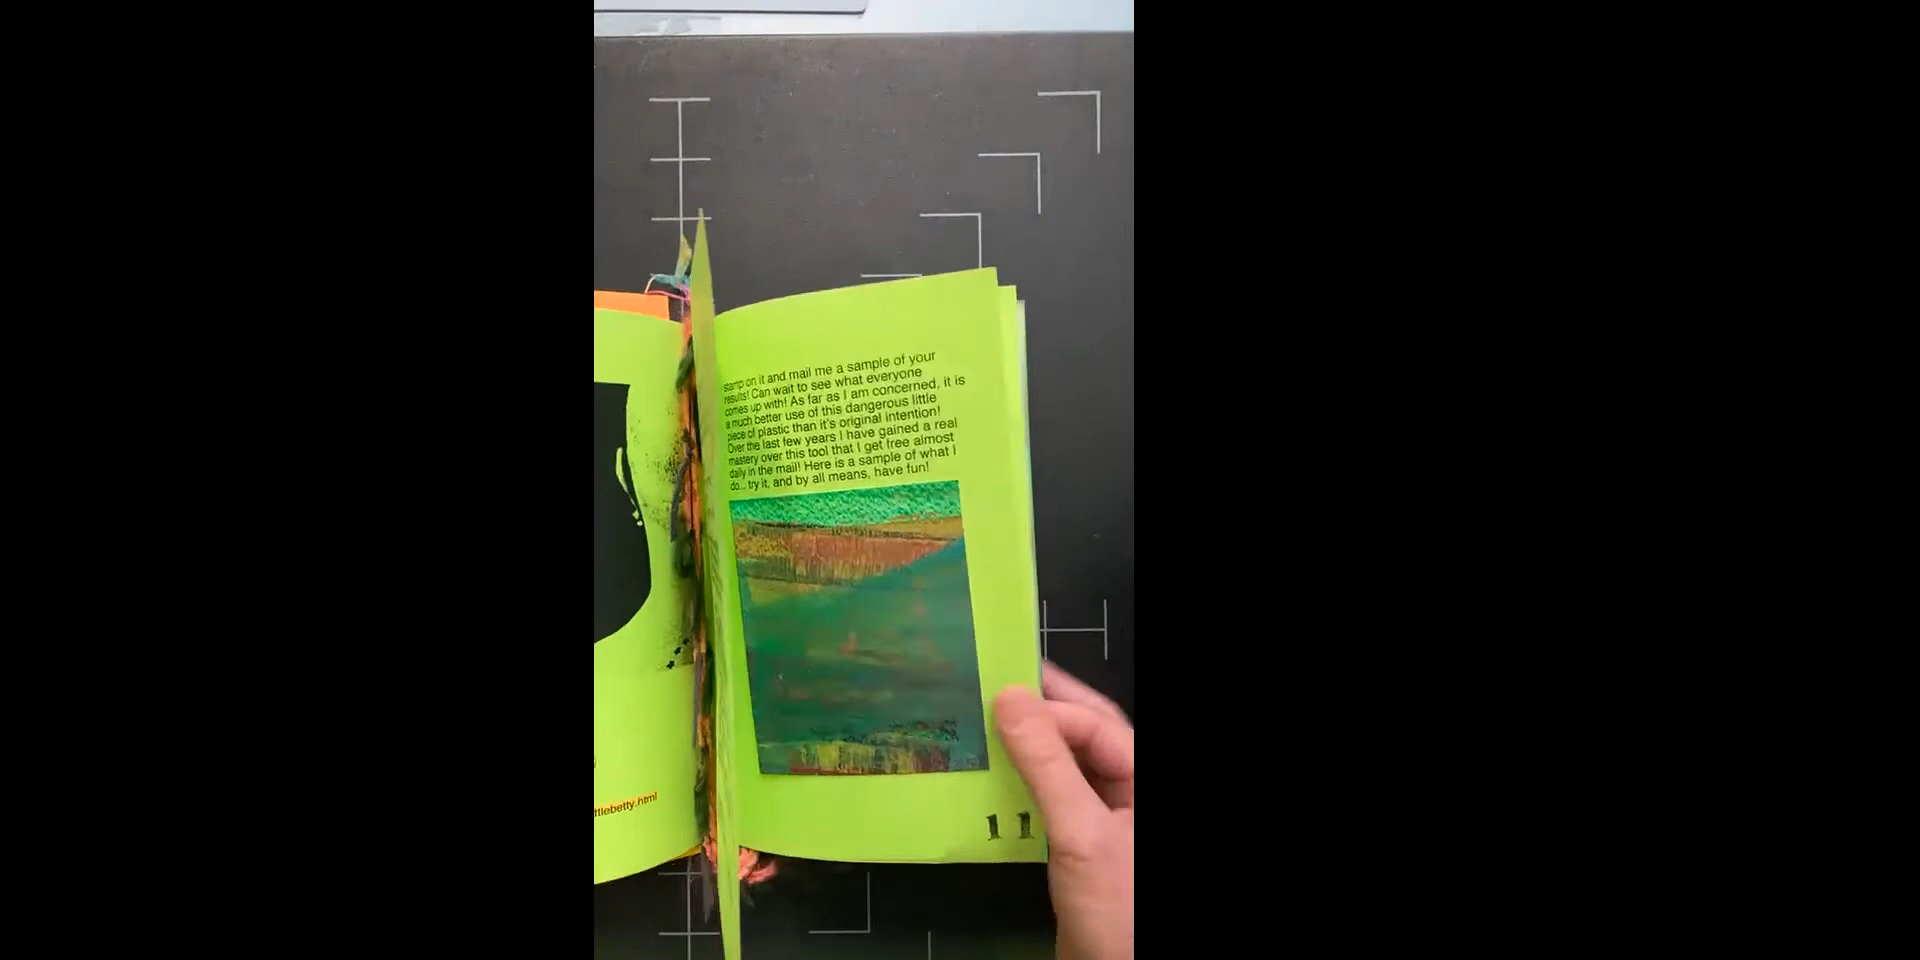 stamp on it and mail me a sample of your
results! Can wait to see what everyone
comes up with! As far as I am concerned, it is
a much better use of this dangerous little
piece of plastic than it's original intention!
Over the last few years I have gained a real
mastery over this tool that I get free almost
daily in the mail! Here is a sample of what I
do... try it, and by all means, have fun!
ttlebetty.html
11